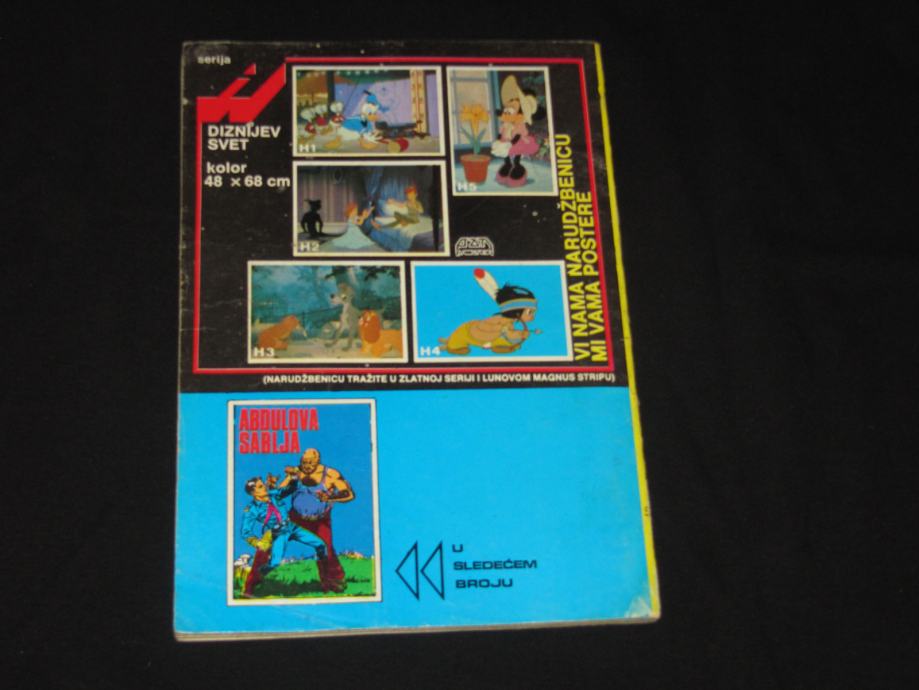 serija
DIZNIJEV
SVET
kolor
48 x 68 cm
H1
H5
H2
H3
H4
VI NAMA NARUDŽBENICU
MI VAMA POSTERE
(NARUDŽBENICU TRAŽITE U ZLATNOJ SERIJI I LUNOVOM MAGNUS STRIPU)
ABDULOVA
SABLJA
U
SLEDEĆEM
BROJU